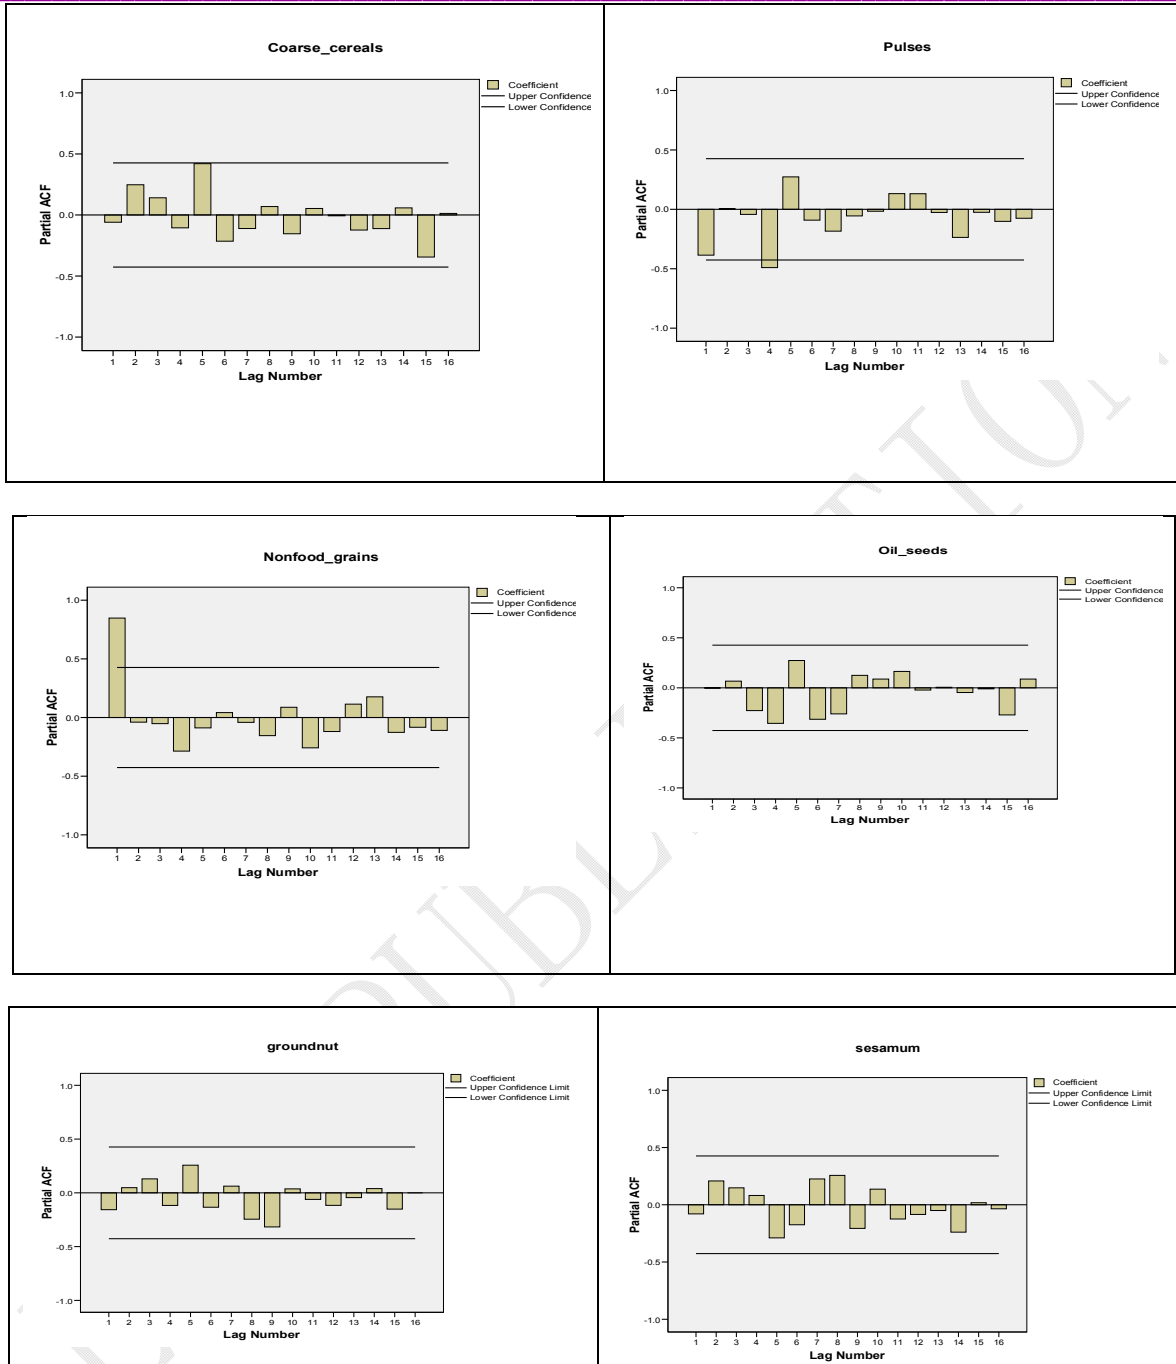 Coarse_cereals
Coefficient
Upper Confidence
Lower Confidence
1.0
0.5
0.0
-0.5
-1.0
Partial ACF
1 2 3 4 5 6 7 8 9 10 11 12 13 14 15 16
Lag Number
Pulses
Coefficient
Upper Confidence
Lower Confidence
1.0
0.5
0.0
-0.5
-1.0
Partial ACF
1 2 3 4 5 6 7 8 9 10 11 12 13 14 15 16
Lag Number
Nonfood_grains
Coefficient
Upper Confidence
Lower Confidence
1.0
0.5
0.0
-0.5
-1.0
Partial ACF
1 2 3 4 5 6 7 8 9 10 11 12 13 14 15 16
Lag Number
Oil_seeds
Coefficient
Upper Confidence
Lower Confidence
1.0
0.5
0.0
-0.5
-1.0
Partial ACF
1 2 3 4 5 6 7 8 9 10 11 12 13 14 15 16
Lag Number
groundnut
Coefficient
Upper Confidence Limit
Lower Confidence Limit
1.0
0.5
0.0
-0.5
-1.0
Partial ACF
1 2 3 4 5 6 7 8 9 10 11 12 13 14 15 16
Lag Number
sesamum
Coefficient
Upper Confidence Limit
Lower Confidence Limit
1.0
0.5
0.0
-0.5
-1.0
Partial ACF
1 2 3 4 5 6 7 8 9 10 11 12 13 14 15 16
Lag Number